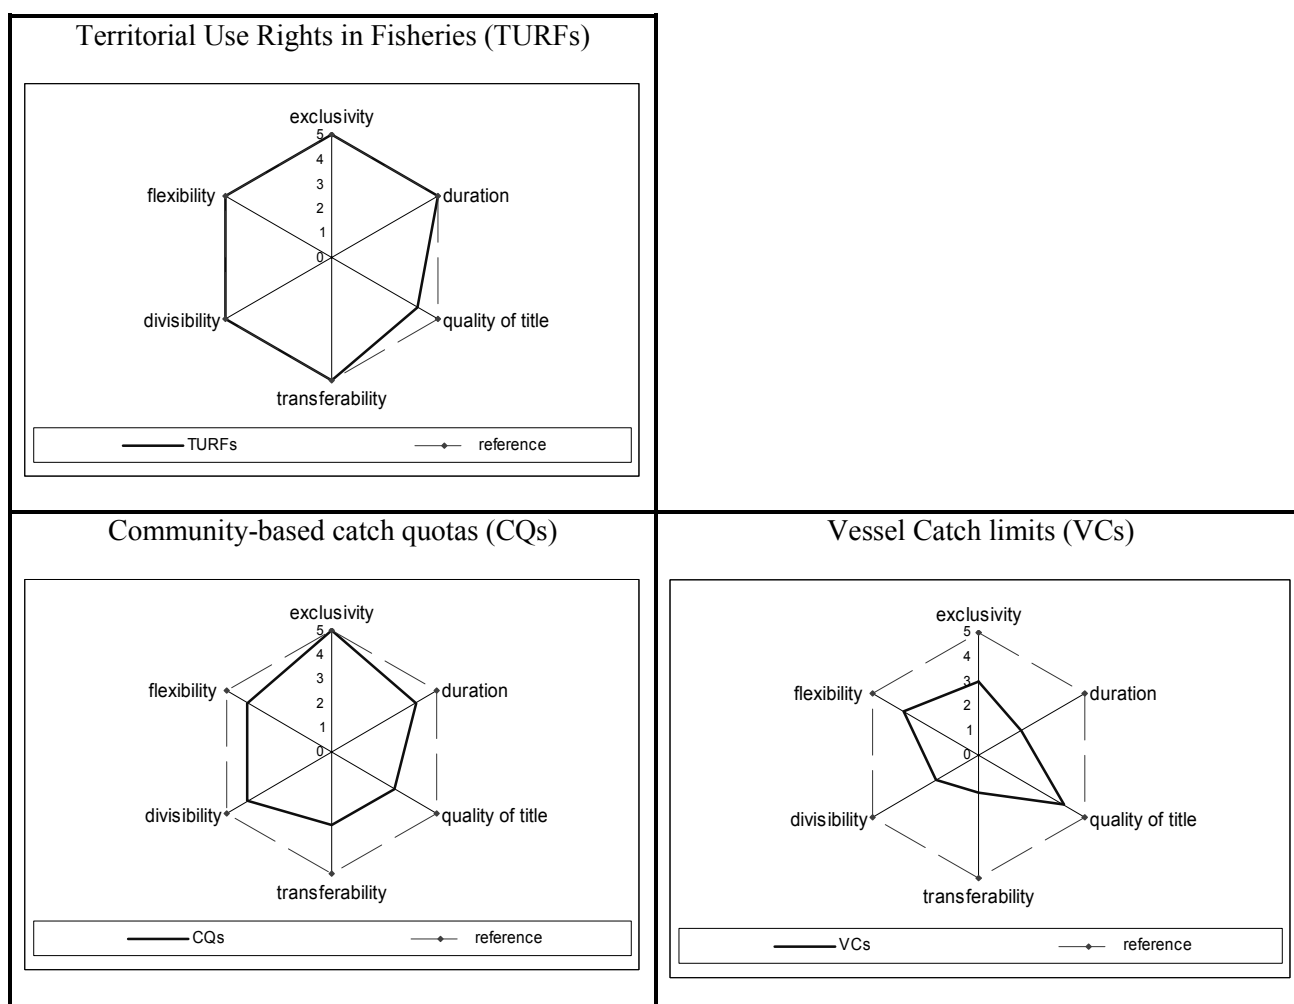 Territorial Use Rights in Fisheries (TURFs)
exclusivity
5
4
3
2
1
0
flexibility
duration
divisibility
quality of title
transferability
TURFs
reference
Community-based catch quotas (CQs)
exclusivity
5
4
3
2
1
0
flexibility
duration
divisibility
quality of title
transferability
CQs
reference
Vessel Catch limits (VCs)
exclusivity
5
4
3
2
1
0
flexibility
duration
divisibility
quality of title
transferability
VCs
reference